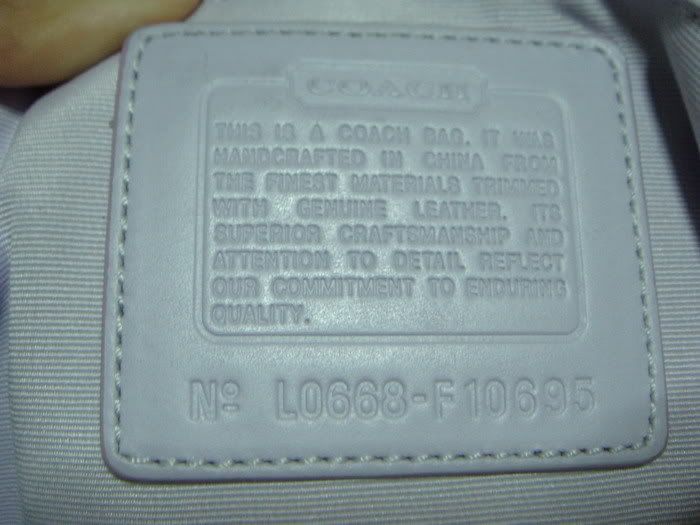 COACH
THIS IS A COACH BAG. IT WAS
HANDCRAFTED IN CHINA FROM
THE FINEST MATERIALS TRIMMED
WITH GENUINE LEATHER. ITS
SUPERIOR CRAFTSMANSHIP AND
ATTENTION TO DETAIL REFLECT
OUR COMMITMENT TO ENDURING
QUALITY.
Nº L0668-F10695